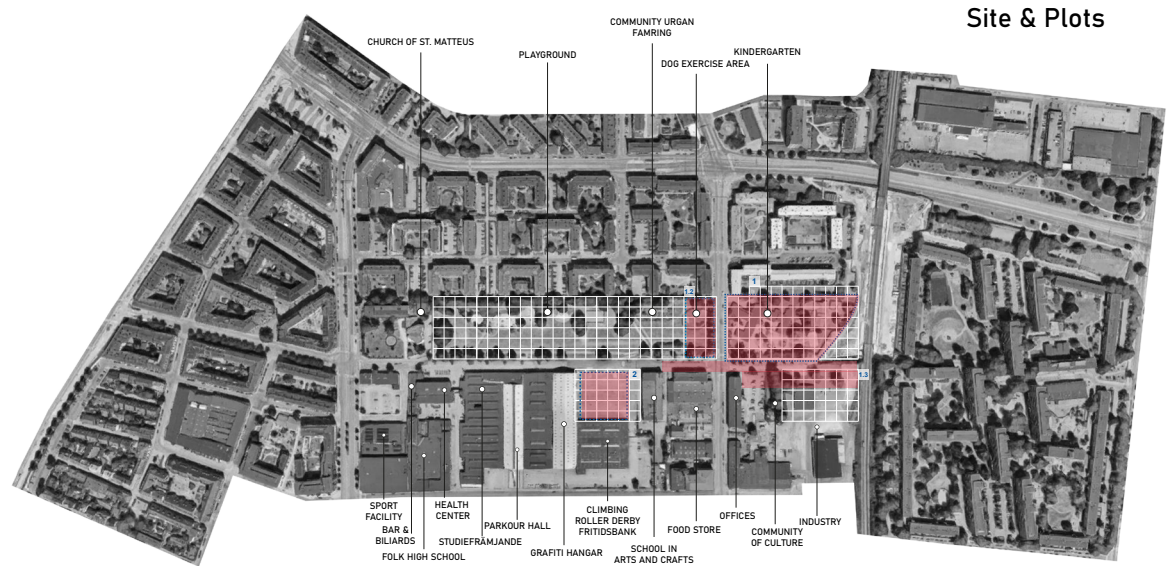 Site & Plots
COMMUNITY URGAN
FAMRING
CHURCH OF ST. MATTEUS
PLAYGROUND
KINDERGARTEN
DOG EXERCISE AREA
1
1.2
2
1.3
SPORT
FACILITY
BAR &
BILIARDS
FOLK HIGH SCHOOL
HEALTH
CENTER
STUDIEFRÄMJANDE
PARKOUR HALL
GRAFITI HANGAR
CLIMBING
ROLLER DERBY
FRITIDSBANK
SCHOOL IN
ARTS AND CRAFTS
FOOD STORE
OFFICES
COMMUNITY
OF CULTURE
INDUSTRY